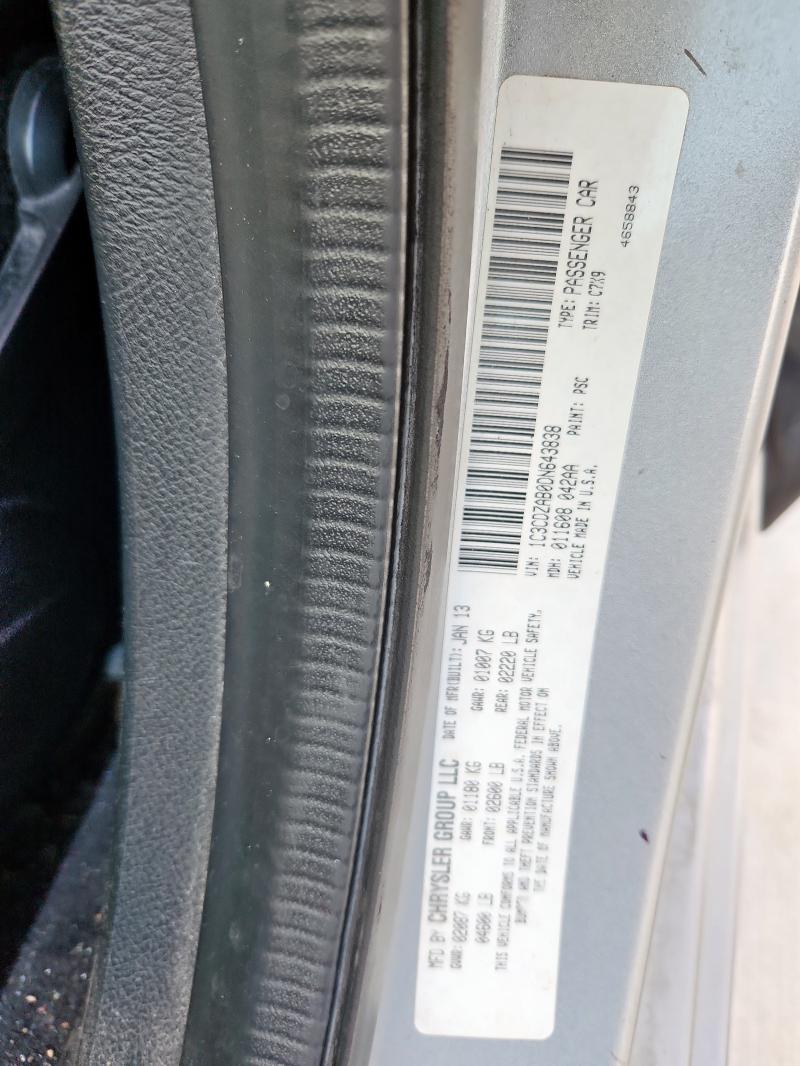 MFD BY CHRYSLER GROUP LLC DATE OF MFR(BUILT): JAN 13
GVWR: 02087 KG GAWR: 01180 KG GAWR: 01007 KG
04600 LB FRONT: 02600 LB REAR: 02220 LB
THIS VEHICLE CONFORMS TO ALL APPLICABLE U.S.A. FEDERAL MOTOR VEHICLE SAFETY,
BUMPER AND THEFT PREVENTION STANDARDS IN EFFECT ON
THE DATE OF MANUFACTURE SHOWN ABOVE.
VIN: 1C3CDZAB0DN643838 TYPE: PASSENGER CAR
MDH: 011608 042AA PAINT: PSC TRIM: C7X9
VEHICLE MADE IN U.S.A.
4658843